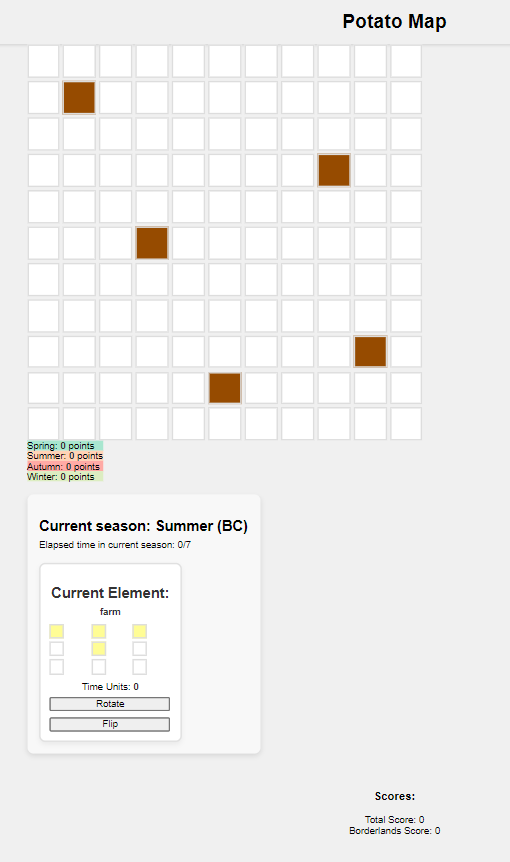 Potato Map
Spring: 0 points
Summer: 0 points
Autumn: 0 points
Winter: 0 points
Current season: Summer (BC)
Elapsed time in current season: 0/7
Current Element:
farm
Time Units: 0
Rotate
Flip
Scores:
Total Score: 0
Borderlands Score: 0